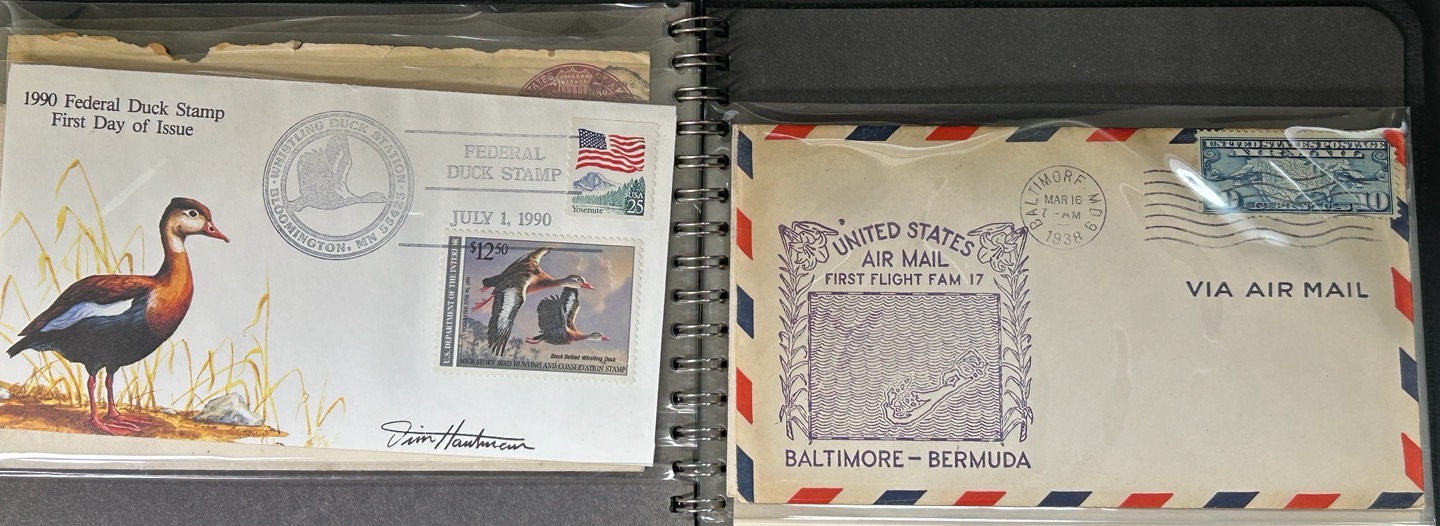 1990 Federal Duck Stamp
First Day of Issue
WHISTLING DUCK STATION
BLOOMINGTON, MN 55425
FEDERAL
DUCK STAMP
JULY 1, 1990
USA
25
Yosemite
$12.50
U.S. DEPARTMENT OF THE INTERIOR
Black Bellied Whistling Duck
MIGRATORY BIRD HUNTING AND CONSERVATION STAMP
Jim Hautman
UNITED STATES
AIR MAIL
FIRST FLIGHT FAM 17
BALTIMORE - BERMUDA
BALTIMORE, MD
MAR 16
7 - AM
1938
UNITED STATES POSTAGE
10
VIA AIR MAIL